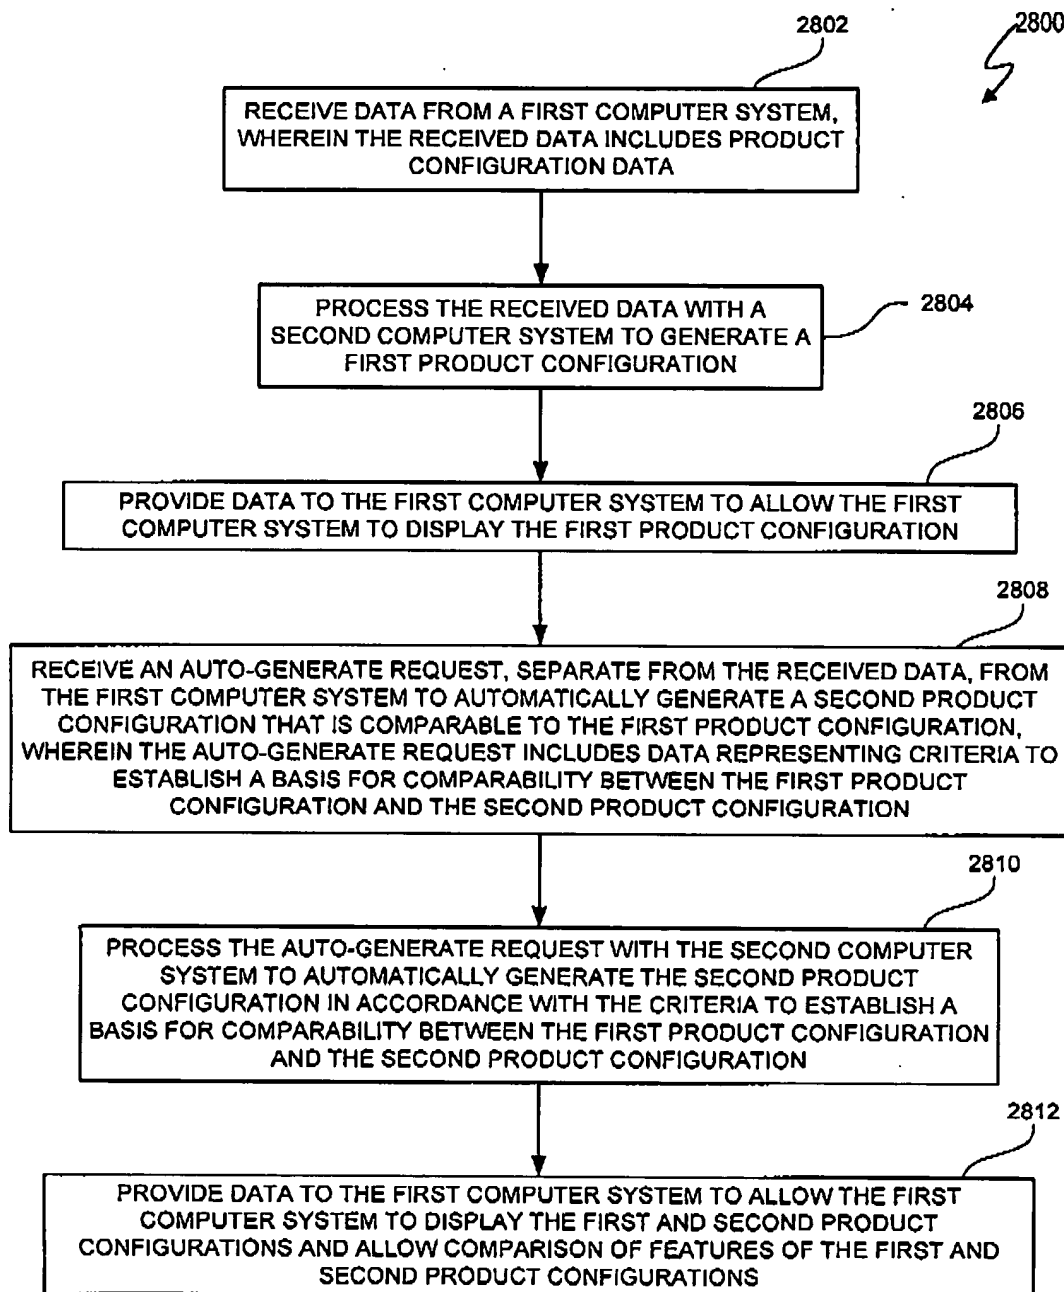 2802
2800
RECEIVE DATA FROM A FIRST COMPUTER SYSTEM,
WHEREIN THE RECEIVED DATA INCLUDES PRODUCT
CONFIGURATION DATA
PROCESS THE RECEIVED DATA WITH A
SECOND COMPUTER SYSTEM TO GENERATE A
FIRST PRODUCT CONFIGURATION
2804
2806
PROVIDE DATA TO THE FIRST COMPUTER SYSTEM TO ALLOW THE FIRST
COMPUTER SYSTEM TO DISPLAY THE FIRST PRODUCT CONFIGURATION
2808
RECEIVE AN AUTO-GENERATE REQUEST, SEPARATE FROM THE RECEIVED DATA, FROM
THE FIRST COMPUTER SYSTEM TO AUTOMATICALLY GENERATE A SECOND PRODUCT
CONFIGURATION THAT IS COMPARABLE TO THE FIRST PRODUCT CONFIGURATION,
WHEREIN THE AUTO-GENERATE REQUEST INCLUDES DATA REPRESENTING CRITERIA TO
ESTABLISH A BASIS FOR COMPARABILITY BETWEEN THE FIRST PRODUCT
CONFIGURATION AND THE SECOND PRODUCT CONFIGURATION
2810
PROCESS THE AUTO-GENERATE REQUEST WITH THE SECOND COMPUTER
SYSTEM TO AUTOMATICALLY GENERATE THE SECOND PRODUCT
CONFIGURATION IN ACCORDANCE WITH THE CRITERIA TO ESTABLISH A
BASIS FOR COMPARABILITY BETWEEN THE FIRST PRODUCT CONFIGURATION
AND THE SECOND PRODUCT CONFIGURATION
2812
PROVIDE DATA TO THE FIRST COMPUTER SYSTEM TO ALLOW THE FIRST
COMPUTER SYSTEM TO DISPLAY THE FIRST AND SECOND PRODUCT
CONFIGURATIONS AND ALLOW COMPARISON OF FEATURES OF THE FIRST AND
SECOND PRODUCT CONFIGURATIONS